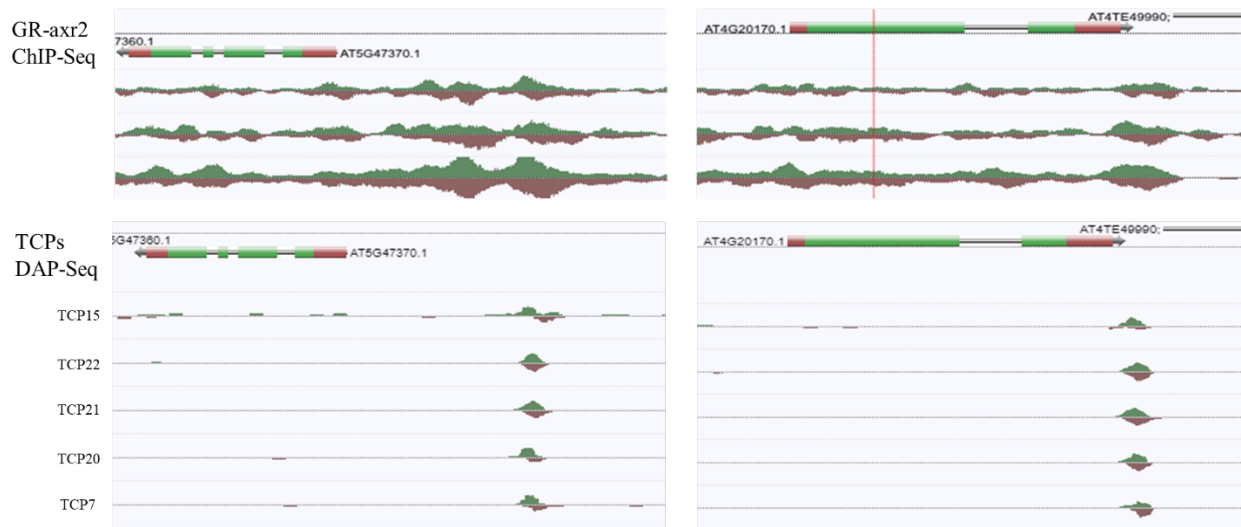 GR-axr2
ChIP-Seq
7360.1
AT5G47370.1
AT4G20170.1
AT4TE49990;
TCPs
DAP-Seq
5G47360.1
AT5G47370.1
AT4G20170.1
AT4TE49990;
TCP15
TCP22
TCP21
TCP20
TCP7